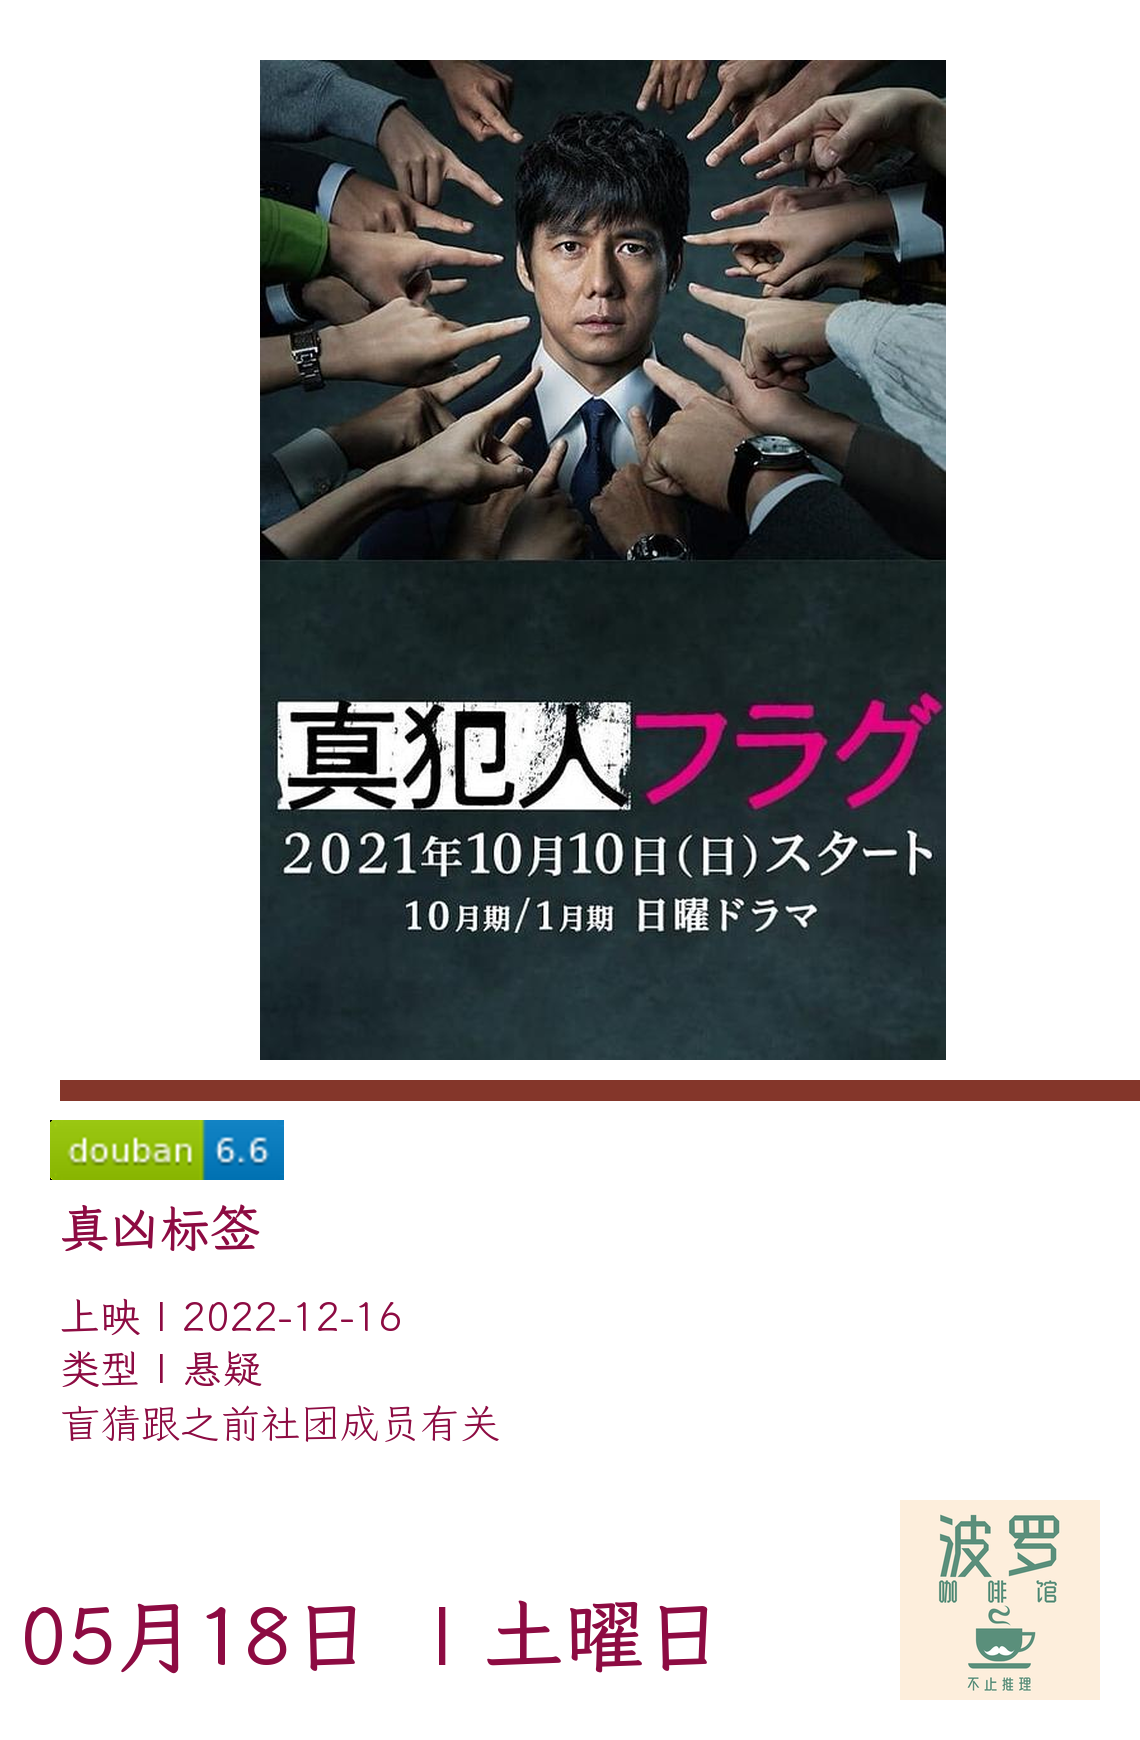 真犯人フラグ
2021年10月10日(日)スタート
10月期/1月期 日曜ドラマ
douban 6.6
真凶标签
上映 | 2022-12-16
类型 | 悬疑
盲猜跟之前社团成员有关
05月18日 | 土曜日
波罗
咖啡馆
不止推理